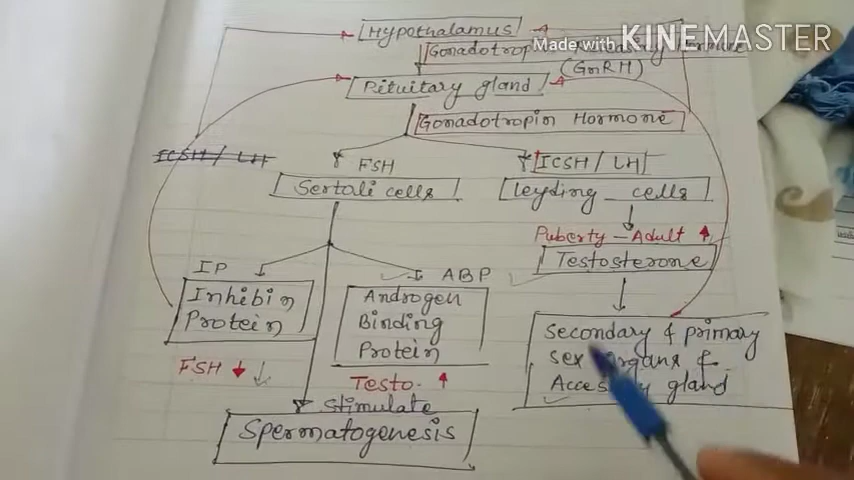 Hypothalamus
Made with KINEMASTER
Gonadotropin
(GnRH)
Pituitary gland
Gonadotropin Hormone
ICSH / LH
FSH
ICSH / LH
Sertali cells
Leyding cells
Puberty - Adult
Testosterone
IP
ABP
Inhibin
Protein
Androgen
Binding
Protein
Secondary & primary
sex organs &
Accessory gland
FSH
Testo.
Stimulate
Spermatogenesis